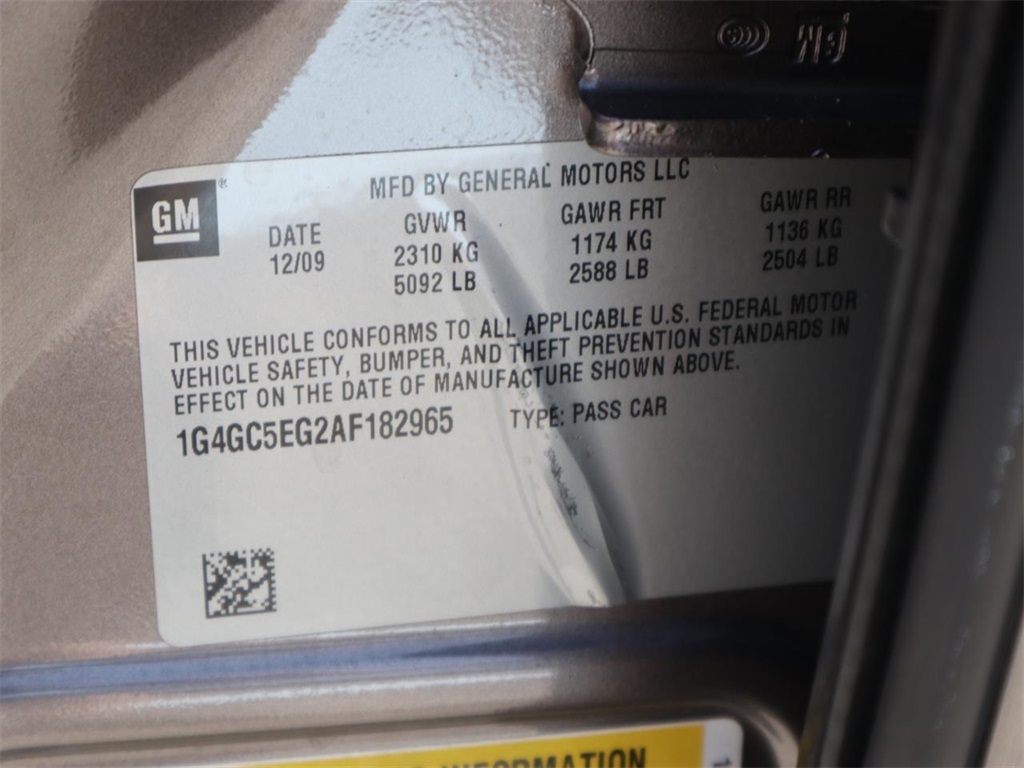 GM
MFD BY GENERAL MOTORS LLC
DATE GVWR GAWR FRT GAWR RR
12/09 2310 KG 1174 KG 1136 KG
5092 LB 2588 LB 2504 LB
THIS VEHICLE CONFORMS TO ALL APPLICABLE U.S. FEDERAL MOTOR
VEHICLE SAFETY, BUMPER, AND THEFT PREVENTION STANDARDS IN
EFFECT ON THE DATE OF MANUFACTURE SHOWN ABOVE.
1G4GC5EG2AF182965 TYPE: PASS CAR
INFORMATION